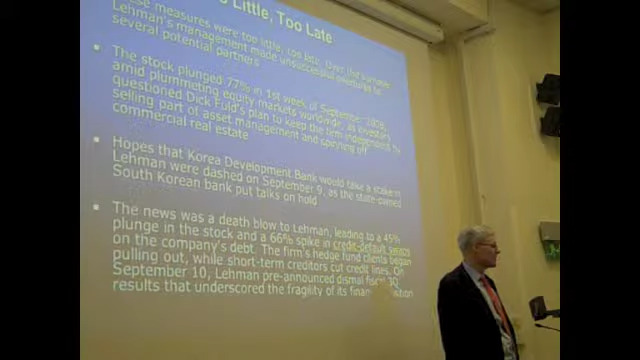 Little, Too Late
These measures were too little, too late. Over the summer
Lehman's management made unsuccessful overtures to
several potential partners
• The stock plunged 77% in 1st week of September 2008,
amid plummeting equity markets worldwide, as investors
questioned Dick Fuld's plan to keep the firm independent by
selling part of asset management and spinning off
commercial real estate
• Hopes that Korea Development Bank would take a stake in
Lehman were dashed on September 9, as the state-owned
South Korean bank put talks on hold
• The news was a death blow to Lehman, leading to a 45%
plunge in the stock and a 66% spike in credit-default swaps
on the company's debt. The firm's hedge fund clients began
pulling out, while short-term creditors cut credit lines. On
September 10, Lehman pre-announced dismal fiscal 3Q
results that underscored the fragility of its financial position